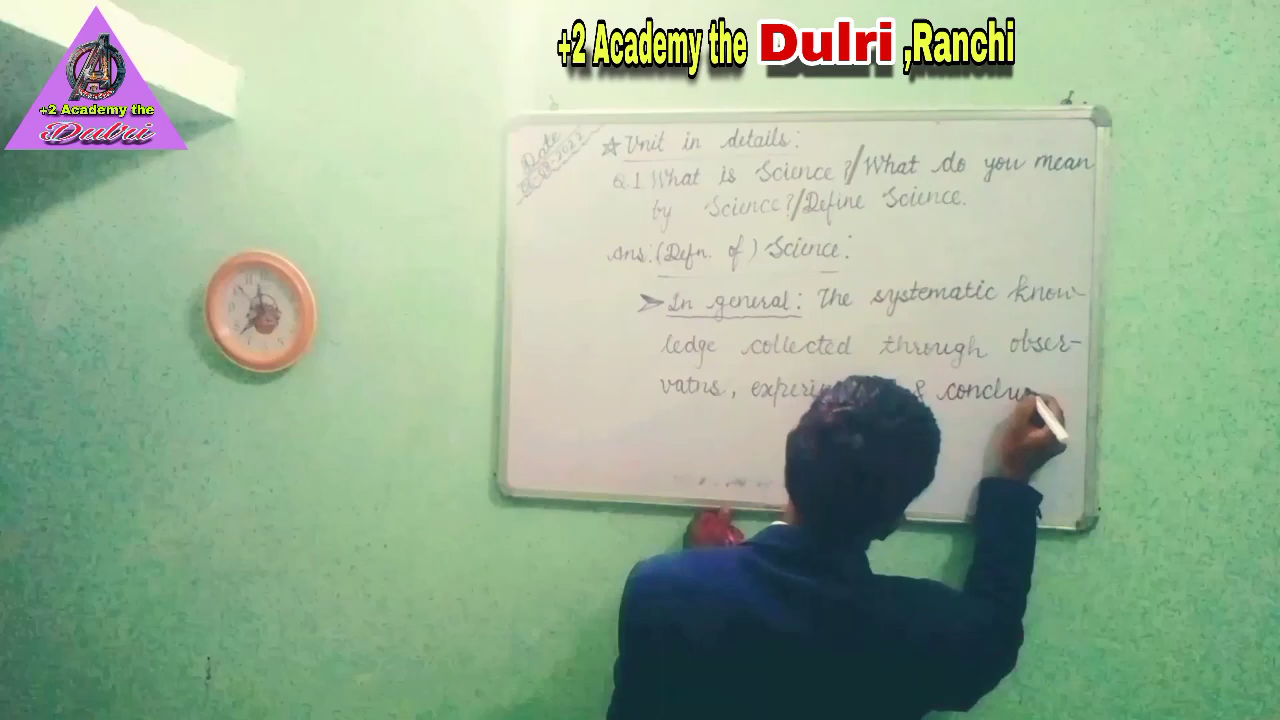 +2 Academy the Dulri ,Ranchi
+2 Academy the
Dulri
Date
☆ Unit in details:
Q.1 What is Science?/What do you mean
by Science?/Define Science.
Ans: (Defn. of) Science:
➢ In general: The systematic know-
ledge collected through obser-
vatns, & conclu